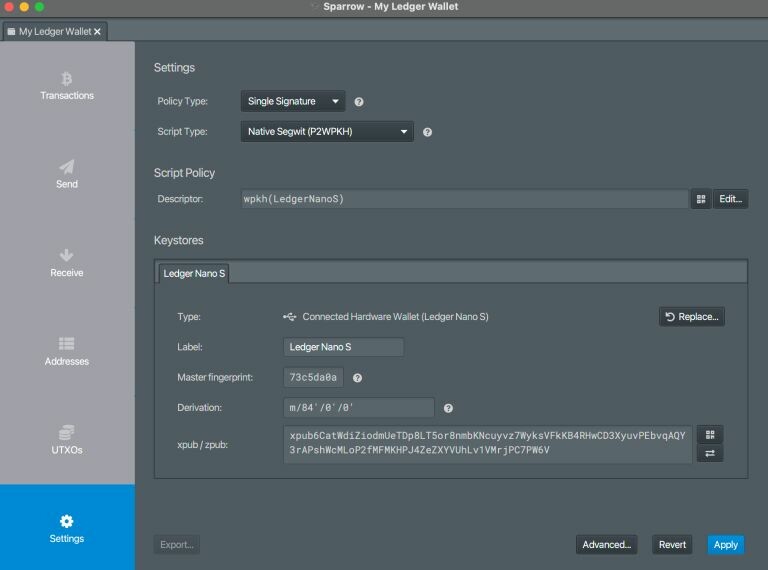 Sparrow - My Ledger Wallet
My Ledger Wallet
Transactions
Send
Receive
Addresses
UTXOs
Settings
Settings
Policy Type: Single Signature
Script Type: Native Segwit (P2WPKH)
Script Policy
Descriptor: wpkh(LedgerNanoS) Edit...
Keystores
Ledger Nano S
Type: Connected Hardware Wallet (Ledger Nano S) Replace...
Label: Ledger Nano S
Master fingerprint: 73c5da0a
Derivation: m/84'/0'/0'
xpub / zpub: xpub6CatWdiZiodmUeTDp8LT5or8nmbKNcuyvz7WyksVFkKB4RHwCD3XyuvPEbvqAQY
3rAPshWcMLoP2fMFMKHPJ4ZeZXYVUhLv1VMrjPC7PW6V
Export... Advanced... Revert Apply